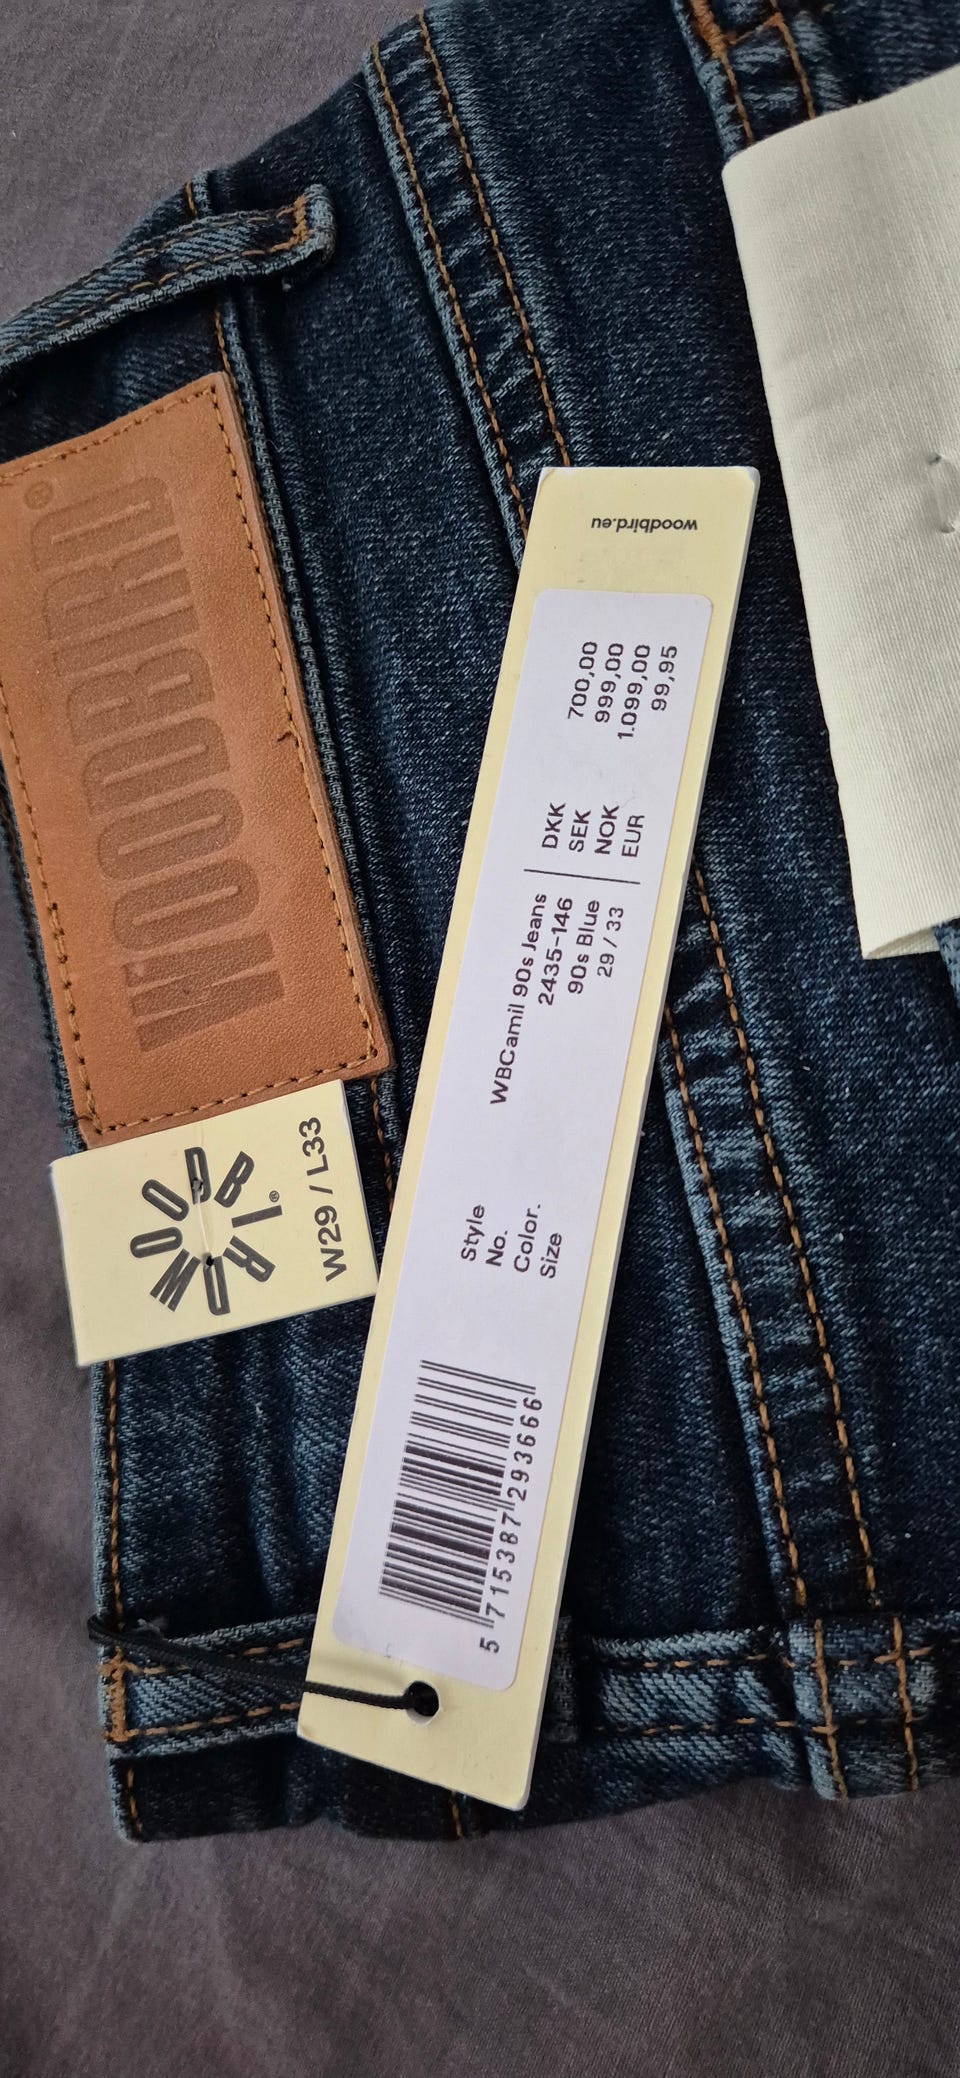 WOODBIRD®
WOODBIRD®
W29 / L33
woodbird.eu
Style WBCamil 90s Jeans
No. 2435-146
Color. 90s Blue
Size 29 / 33
DKK 700,00
SEK 999,00
NOK 1.099,00
EUR 99,95
5 715387 293666